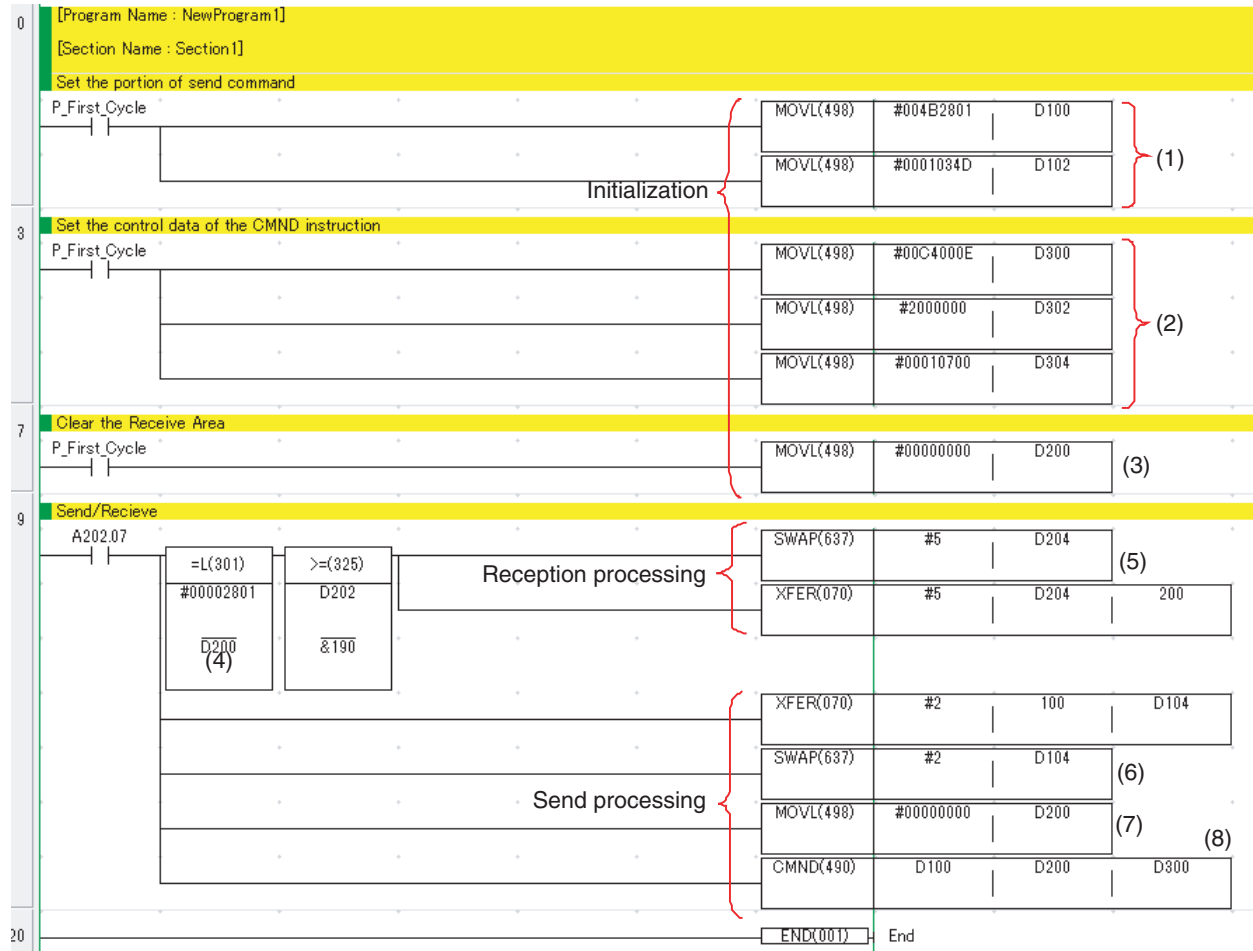 0
[Program Name : NewProgram1]
[Section Name : Section1]
Set the portion of send command
P_First_Cycle
MOVL(498) #004B2801 D100
(1)
MOVL(498) #0001034D D102
Initialization
3
Set the control data of the CMND instruction
P_First_Cycle
MOVL(498) #00C4000E D300
MOVL(498) #2000000 D302
(2)
MOVL(498) #00010700 D304
7
Clear the Receive Area
P_First_Cycle
MOVL(498) #00000000 D200
(3)
9
Send/Recieve
A202.07
=L(301) >=(325)
#00002801 D202
D200 &190
(4)
Reception processing
SWAP(637) #5 D204
(5)
XFER(070) #5 D204 200
XFER(070) #2 100 D104
SWAP(637) #2 D104
(6)
Send processing
MOVL(498) #00000000 D200
(7)
(8)
CMND(490) D100 D200 D300
20
END(001) End